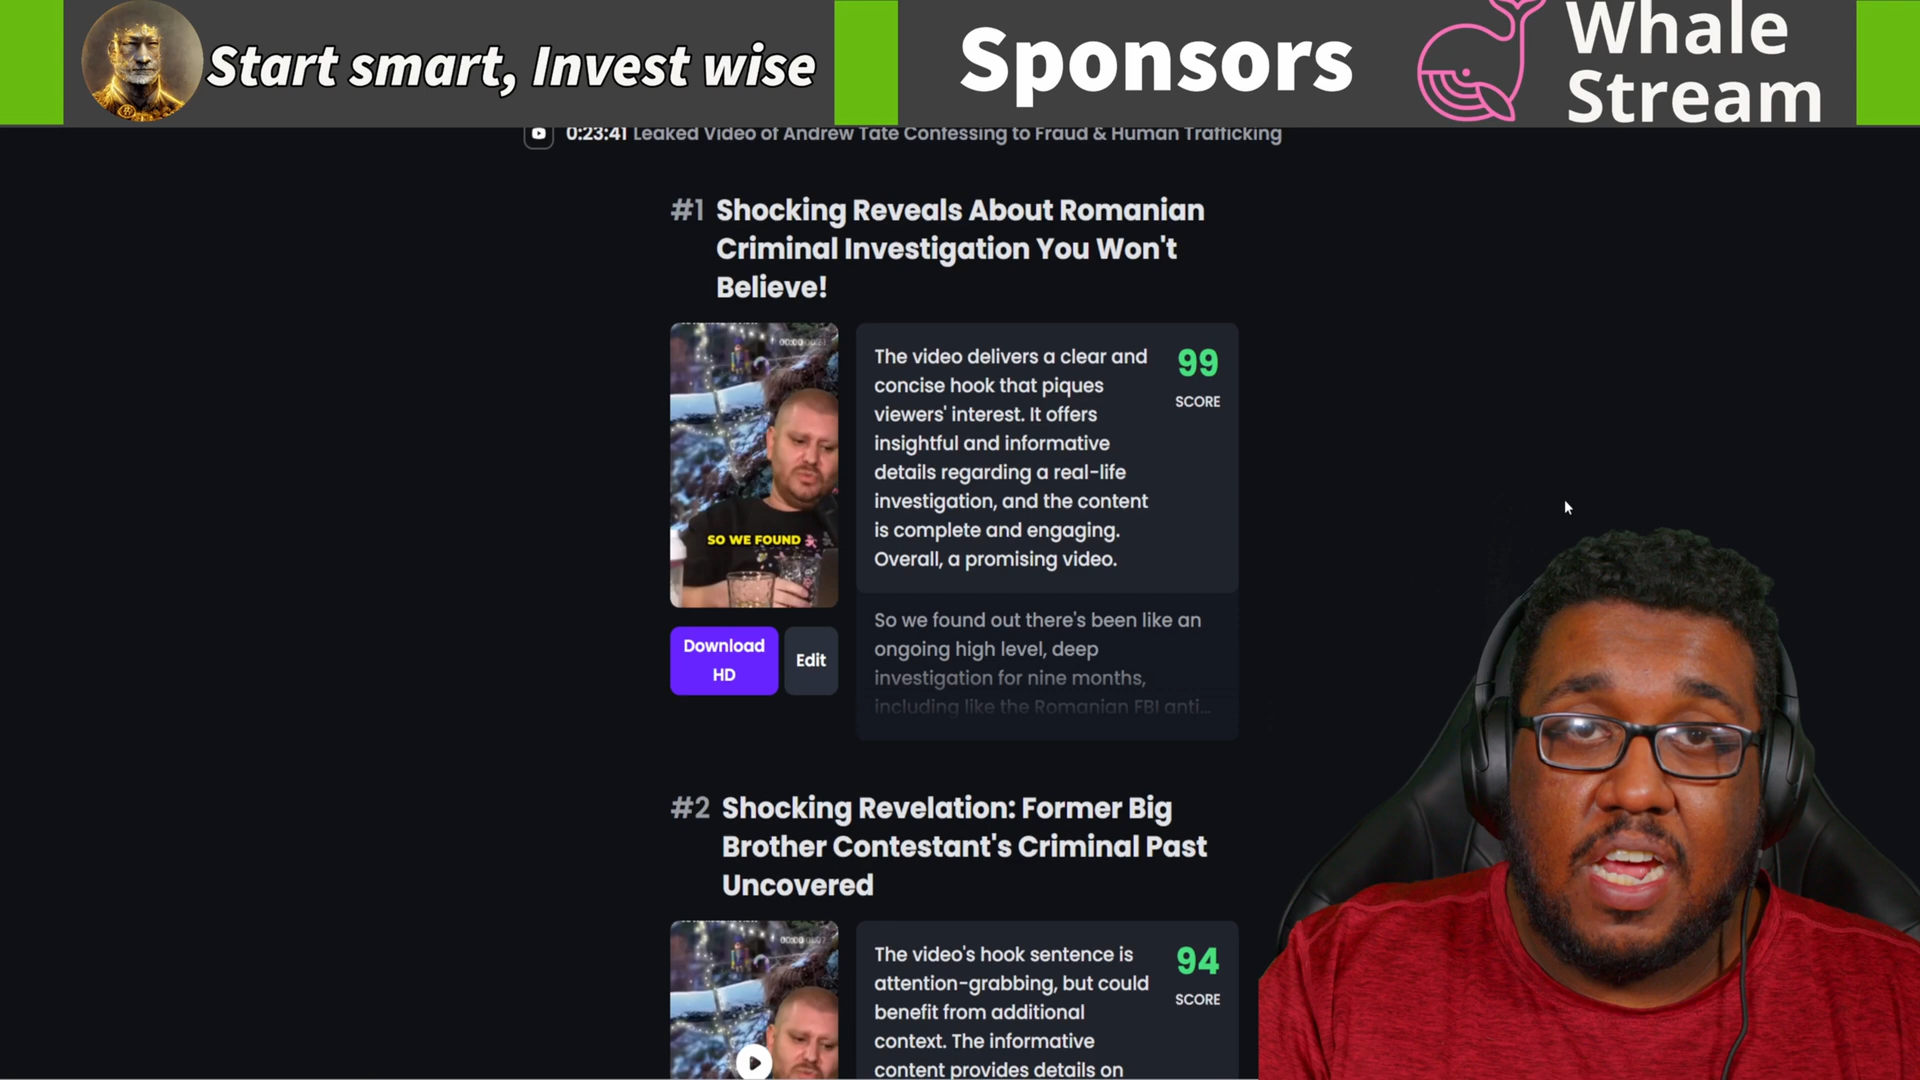 Start smart, Invest wise
Sponsors
Whale
Stream
0:23:41 Leaked Video of Andrew Tate Confessing to Fraud & Human Trafficking
#1 Shocking Reveals About Romanian
Criminal Investigation You Won't
Believe!
The video delivers a clear and
concise hook that piques
viewers' interest. It offers
insightful and informative
details regarding a real-life
investigation, and the content
is complete and engaging.
Overall, a promising video.
99
SCORE
SO WE FOUND
Download
HD
Edit
So we found out there's been like an
ongoing high level, deep
investigation for nine months,
including like the Romanian FBI anti...
#2 Shocking Revelation: Former Big
Brother Contestant's Criminal Past
Uncovered
The video's hook sentence is
attention-grabbing, but could
benefit from additional
context. The informative
content provides details on
94
SCORE